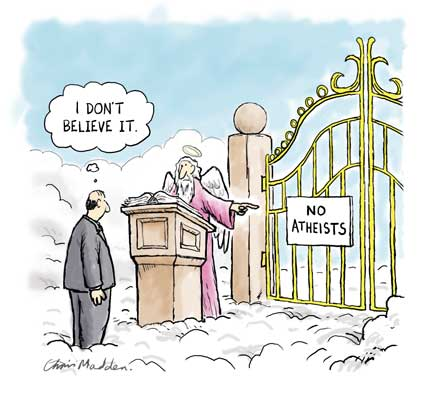 I DON'T
BELIEVE IT.
NO
ATHEISTS
Chris Madden.